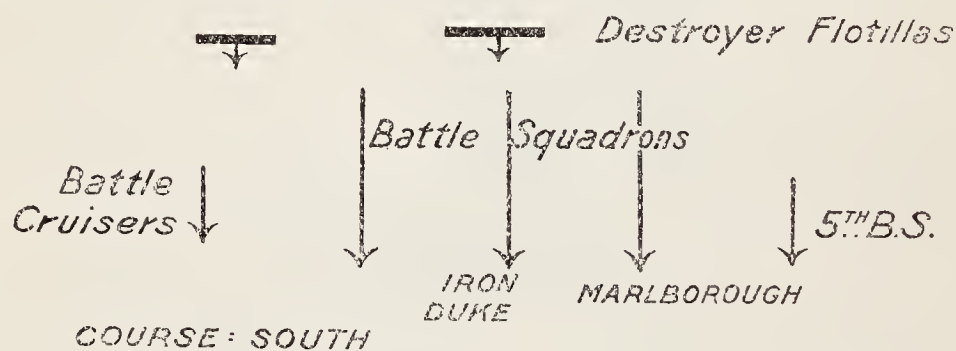 Destroyer Flotillas
Battle Squadrons
Battle
Cruisers
5TH B.S.
IRON
DUKE
MARLBOROUGH
COURSE: SOUTH